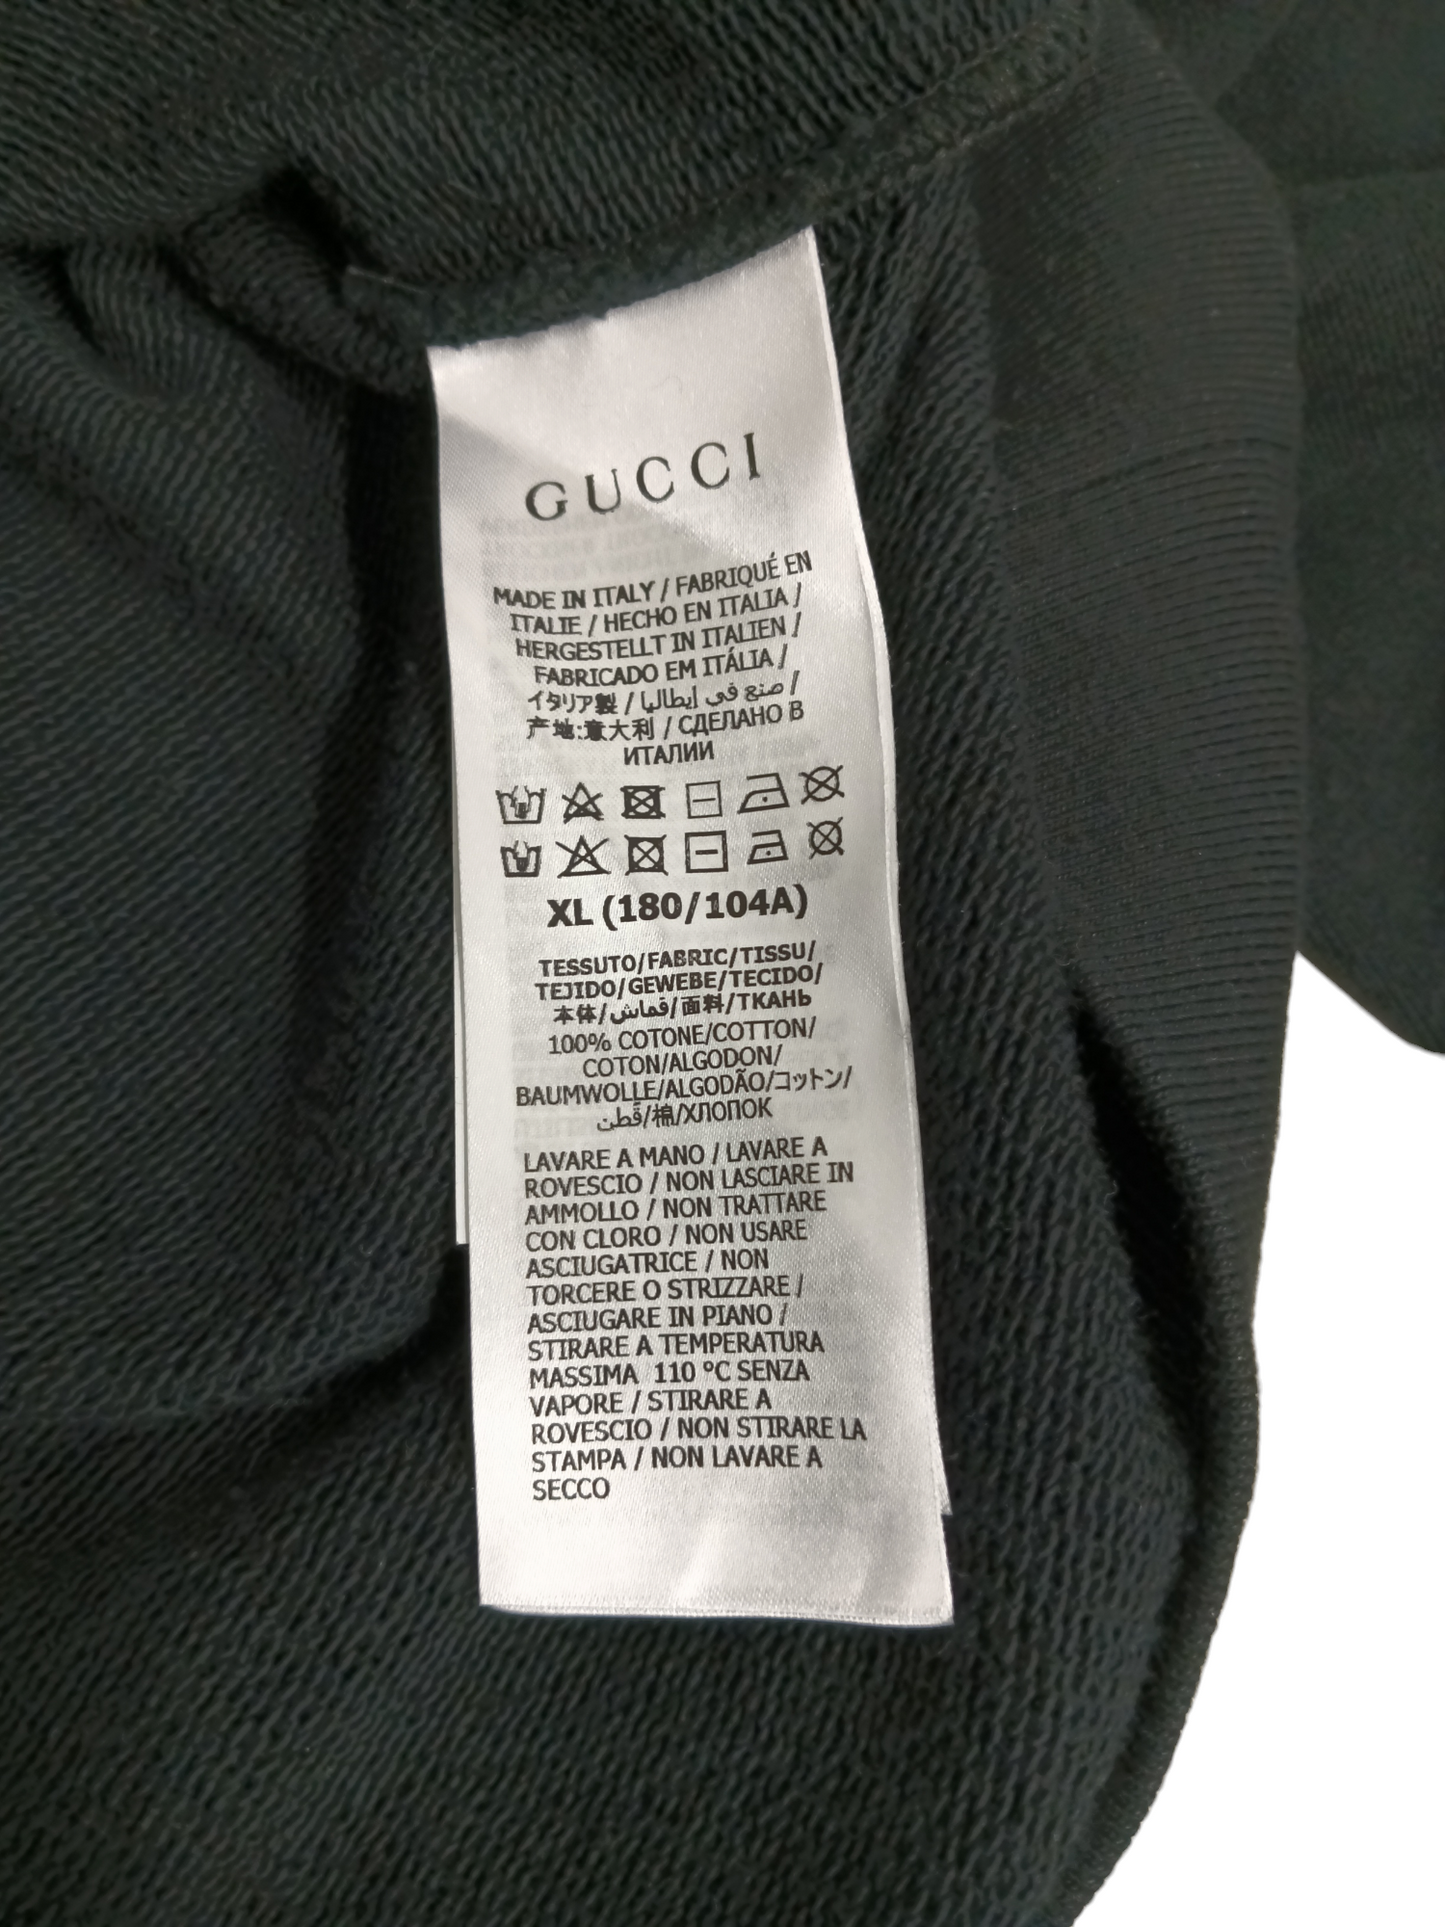 GUCCI
MADE IN ITALY / FABRIQUÉ EN
ITALIE / HECHO EN ITALIA /
HERGESTELLT IN ITALIEN /
FABRICADO EM ITÁLIA /
イタリア製 / صنع في إيطاليا /
产地:意大利 / СДЕЛАНО В
ИТАЛИИ
XL (180/104A)
TESSUTO/FABRIC/TISSU/
TEJIDO/GEWEBE/TECIDO/
本体/قماش/面料/ТКАНЬ
100% COTONE/COTTON/
COTON/ALGODON/
BAUMWOLLE/ALGODÃO/コットン/
قطن/棉/ХЛОПОК
LAVARE A MANO / LAVARE A
ROVESCIO / NON LASCIARE IN
AMMOLLO / NON TRATTARE
CON CLORO / NON USARE
ASCIUGATRICE / NON
TORCERE O STRIZZARE /
ASCIUGARE IN PIANO /
STIRARE A TEMPERATURA
MASSIMA 110 °C SENZA
VAPORE / STIRARE A
ROVESCIO / NON STIRARE LA
STAMPA / NON LAVARE A
SECCO